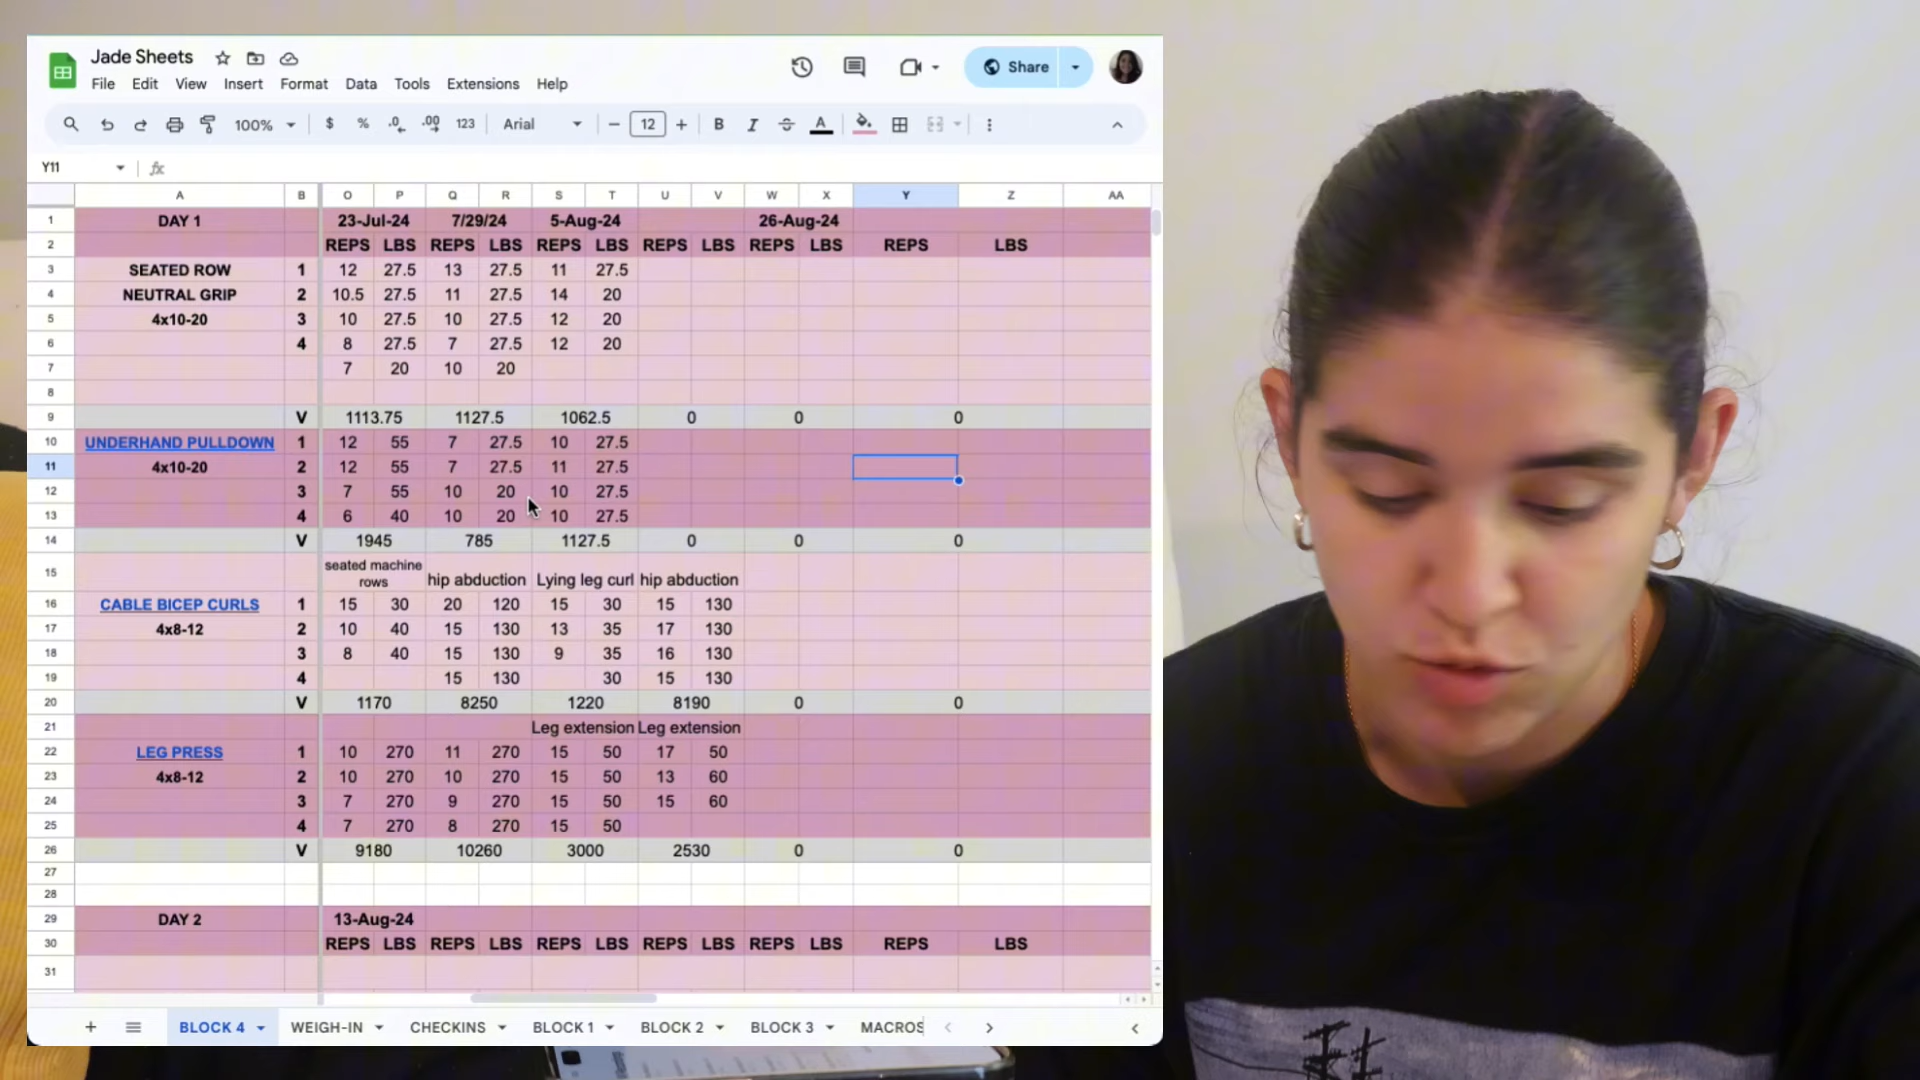 Jade Sheets
File Edit View Insert Format Data Tools Extensions Help
Share
100% $ % .0 .00 123 Arial 12 B I A
Y11 fx
A B O P Q R S T U V W X Y Z AA
1 DAY 1 23-Jul-24 7/29/24 5-Aug-24 26-Aug-24
2 REPS LBS REPS LBS REPS LBS REPS LBS REPS LBS REPS LBS
3 SEATED ROW 1 12 27.5 13 27.5 11 27.5
4 NEUTRAL GRIP 2 10.5 27.5 11 27.5 14 20
5 4x10-20 3 10 27.5 10 27.5 12 20
6 4 8 27.5 7 27.5 12 20
7 7 20 10 20
8
9 V 1113.75 1127.5 1062.5 0 0 0
10 UNDERHAND PULLDOWN 1 12 55 7 27.5 10 27.5
11 4x10-20 2 12 55 7 27.5 11 27.5
12 3 7 55 10 20 10 27.5
13 4 6 40 10 20 10 27.5
14 V 1945 785 1127.5 0 0 0
15 seated machine rows hip abduction Lying leg curl hip abduction
16 CABLE BICEP CURLS 1 15 30 20 120 15 30 15 130
17 4x8-12 2 10 40 15 130 13 35 17 130
18 3 8 40 15 130 9 35 16 130
19 4 15 130 30 15 130
20 V 1170 8250 1220 8190 0 0
21 Leg extension Leg extension
22 LEG PRESS 1 10 270 11 270 15 50 17 50
23 4x8-12 2 10 270 10 270 15 50 13 60
24 3 7 270 9 270 15 50 15 60
25 4 7 270 8 270 15 50
26 V 9180 10260 3000 2530 0 0
27
28
29 DAY 2 13-Aug-24
30 REPS LBS REPS LBS REPS LBS REPS LBS REPS LBS REPS LBS
31
BLOCK 4 WEIGH-IN CHECKINS BLOCK 1 BLOCK 2 BLOCK 3 MACROS